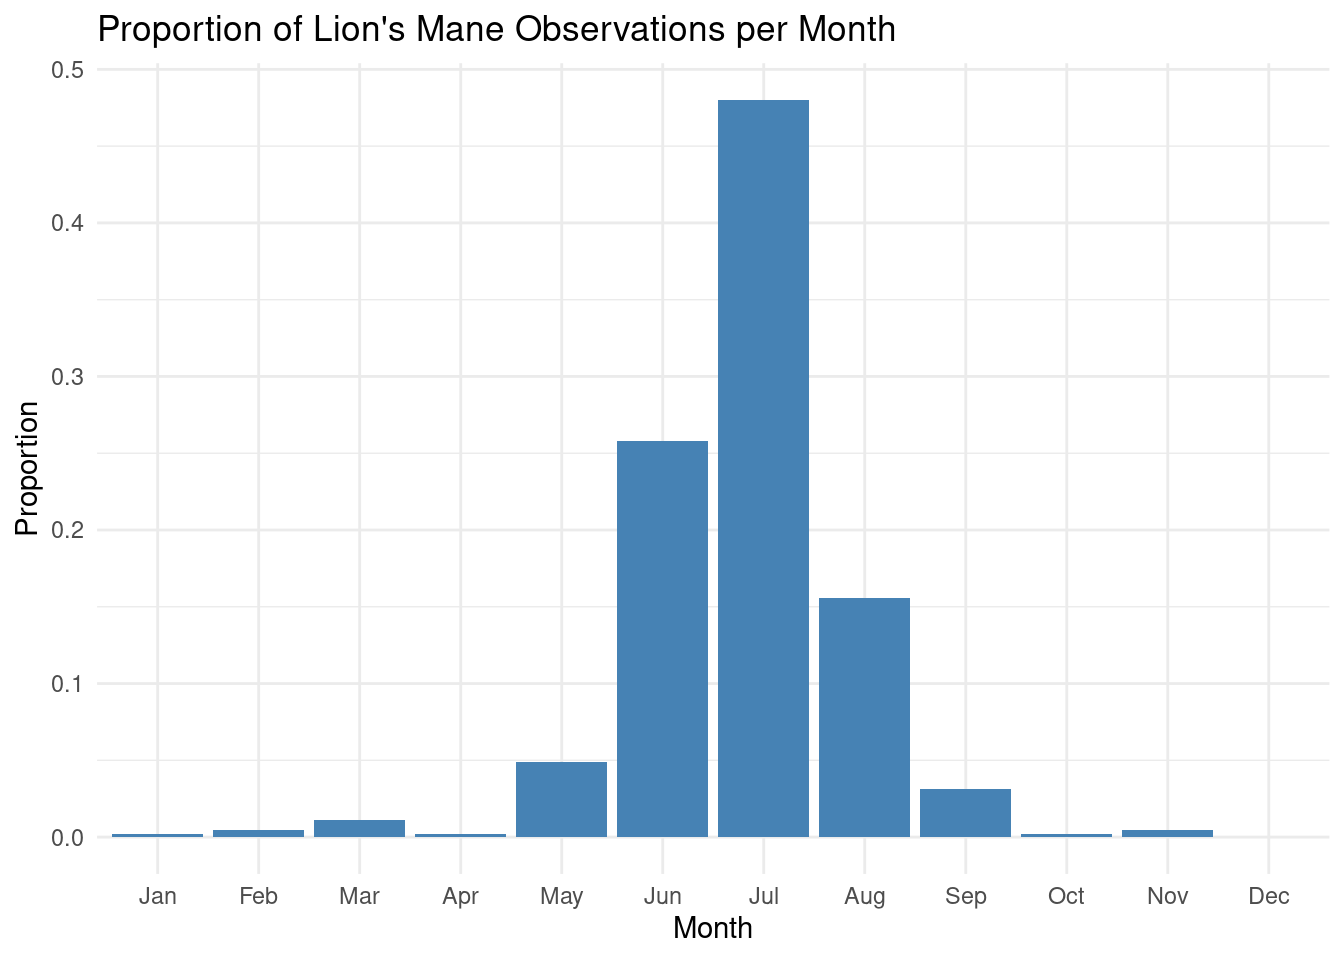 Proportion of Lion's Mane Observations per Month
0.5
0.4
0.3
0.2
0.1
0.0
Proportion
Jan Feb Mar Apr May Jun Jul Aug Sep Oct Nov Dec
Month